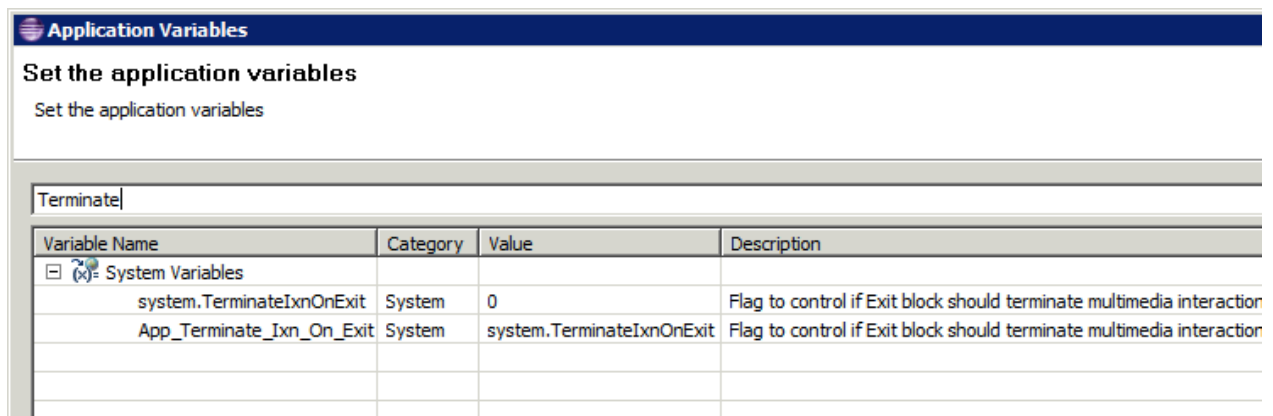 Application Variables
Set the application variables
Set the application variables
Terminate
Variable Name Category Value Description
System Variables
system.TerminateIxnOnExit System 0 Flag to control if Exit block should terminate multimedia interaction
App_Terminate_Ixn_On_Exit System system.TerminateIxnOnExit Flag to control if Exit block should terminate multimedia interaction